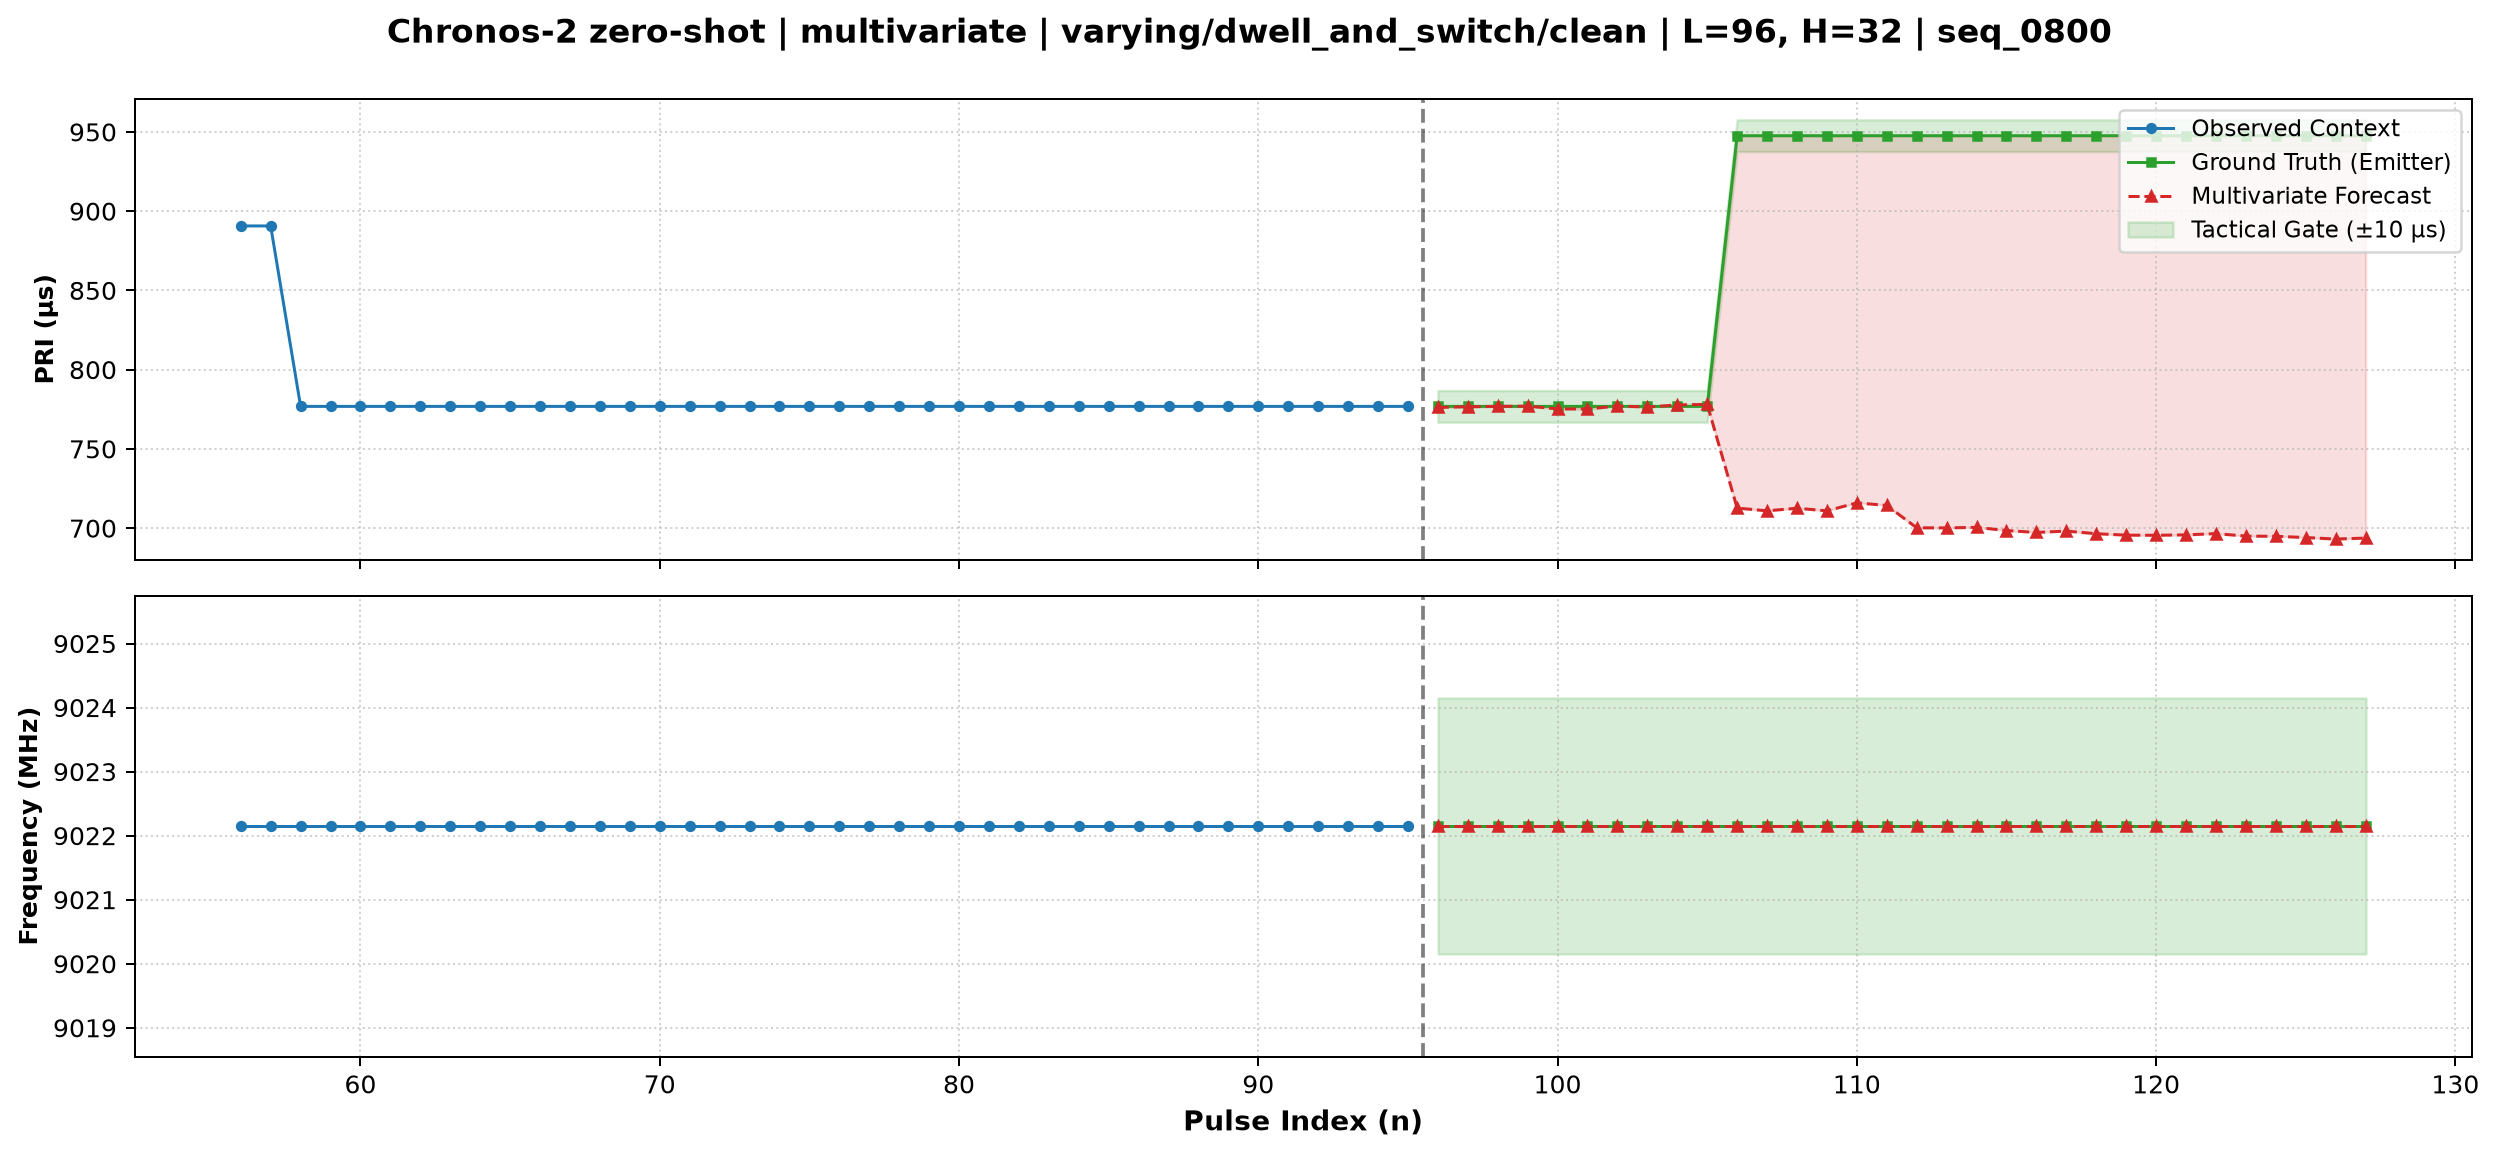 Chronos-2 zero-shot | multivariate | varying/dwell_and_switch/clean | L=96, H=32 | seq_0800
950
900
850
800
750
700
PRI (µs)
Observed Context
Ground Truth (Emitter)
Multivariate Forecast
Tactical Gate (±10 µs)
9025
9024
9023
9022
9021
9020
9019
Frequency (MHz)
60 70 80 90 100 110 120 130
Pulse Index (n)